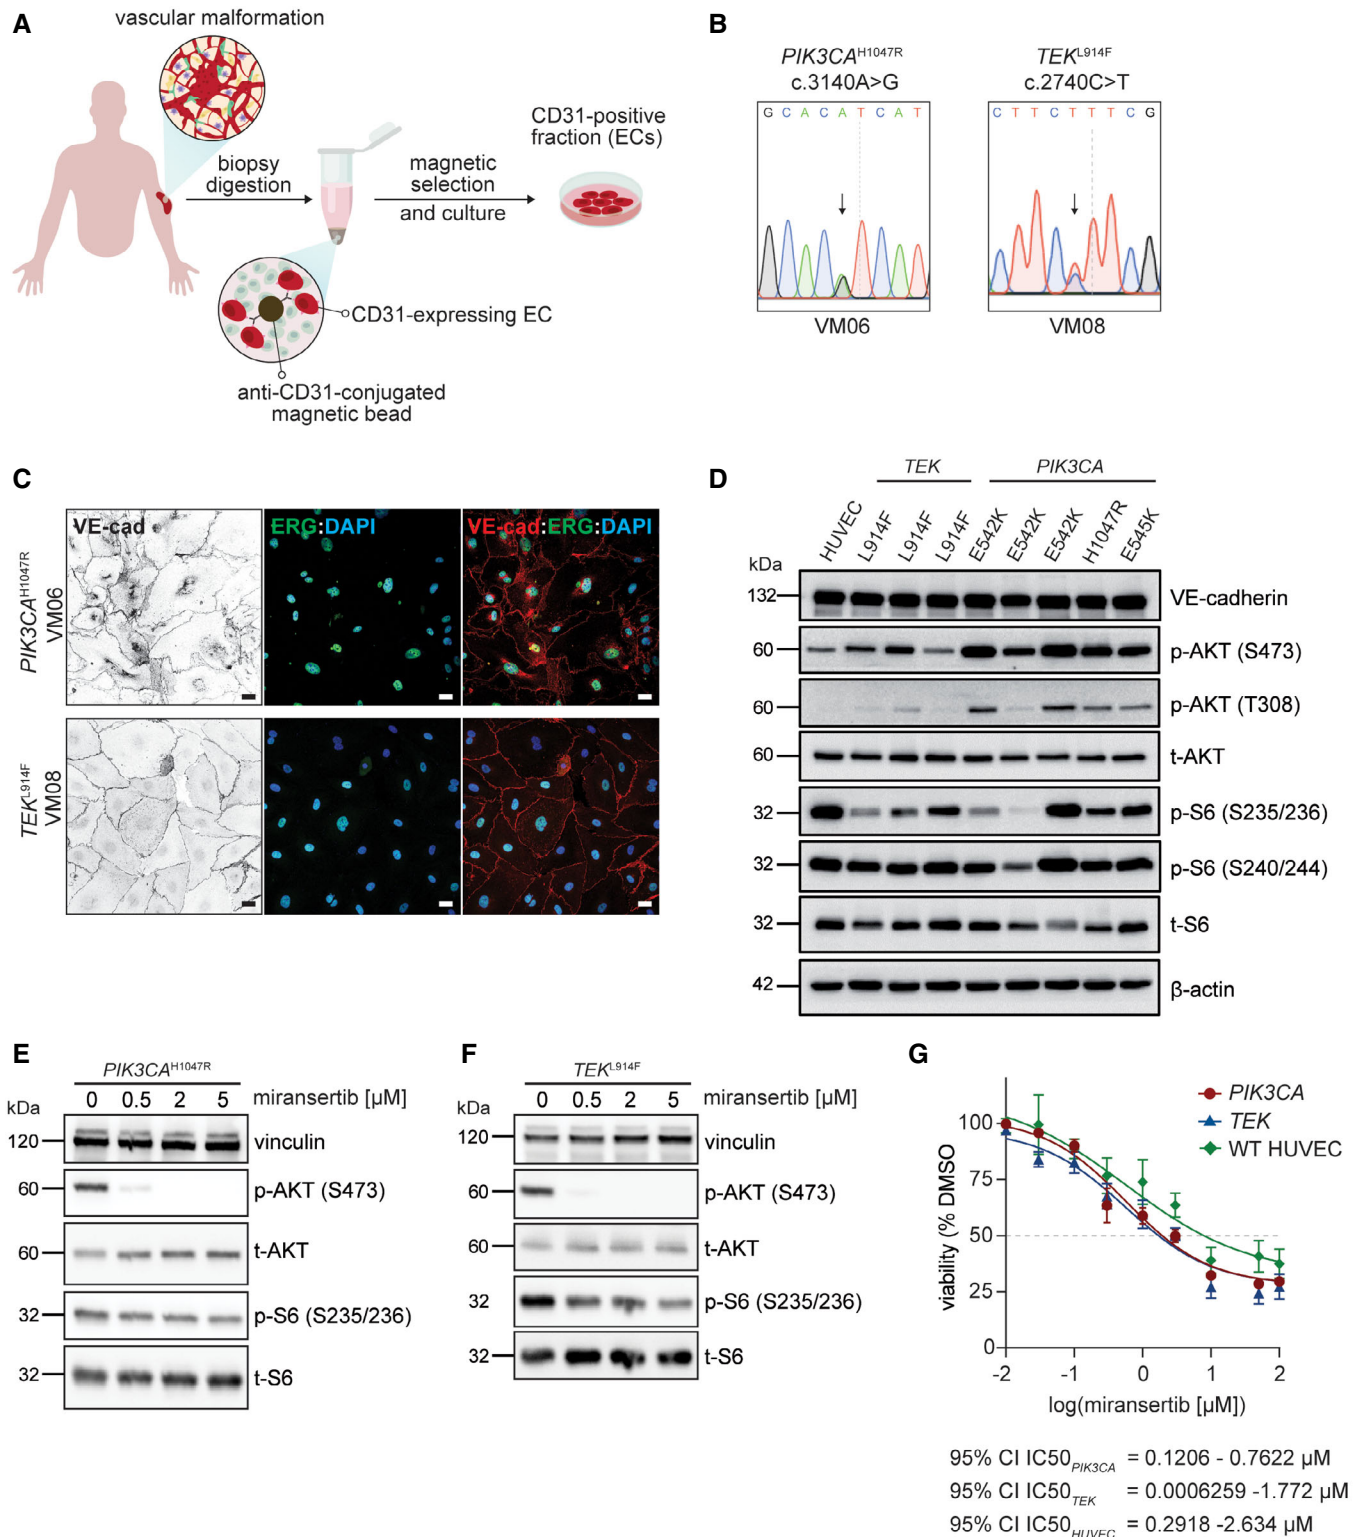 A
vascular malformation
biopsy
digestion
magnetic
selection
and culture
CD31-positive
fraction (ECs)
CD31-expressing EC
anti-CD31-conjugated
magnetic bead
B
PIK3CA^H1047R
c.3140A>G
G C A C A T C A T
VM06
TEK^L914F
c.2740C>T
C T T C T T T C G
VM08
C
VE-cad
ERG:DAPI
VE-cad:ERG:DAPI
PIK3CA^H1047R
VM06
TEK^L914F
VM08
D
TEK
PIK3CA
HUVEC
L914F
L914F
L914F
E542K
E542K
E542K
H1047R
E545K
kDa
132
VE-cadherin
60
p-AKT (S473)
60
p-AKT (T308)
60
t-AKT
32
p-S6 (S235/236)
32
p-S6 (S240/244)
32
t-S6
42
β-actin
E
PIK3CA^H1047R
0 0.5 2 5 miransertib [µM]
kDa
120
vinculin
60
p-AKT (S473)
60
t-AKT
32
p-S6 (S235/236)
32
t-S6
F
TEK^L914F
0 0.5 2 5 miransertib [µM]
kDa
120
vinculin
60
p-AKT (S473)
60
t-AKT
32
p-S6 (S235/236)
32
t-S6
G
PIK3CA
TEK
WT HUVEC
viability (% DMSO)
100
75
50
25
0
-2 -1 0 1 2
log(miransertib [µM])
95% CI IC50PIK3CA = 0.1206 - 0.7622 µM
95% CI IC50TEK = 0.0006259 -1.772 µM
95% CI IC50HUVEC = 0.2918 -2.634 µM